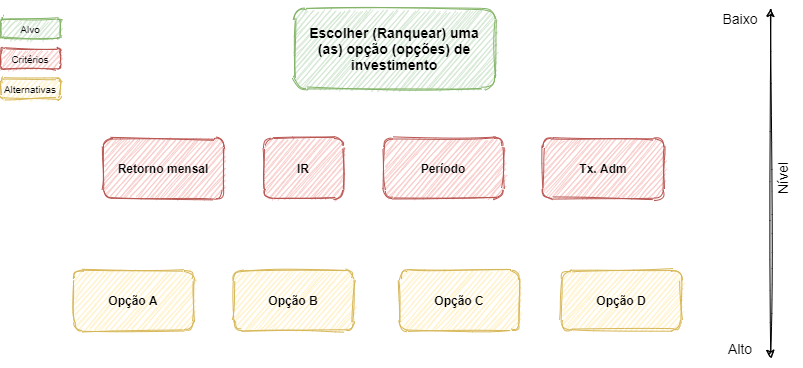 Alvo
Critérios
Alternativas
Escolher (Ranquear) uma
(as) opção (opções) de
investimento
Baixo
Retorno mensal
IR
Período
Tx. Adm
Nível
Opção A
Opção B
Opção C
Opção D
Alto